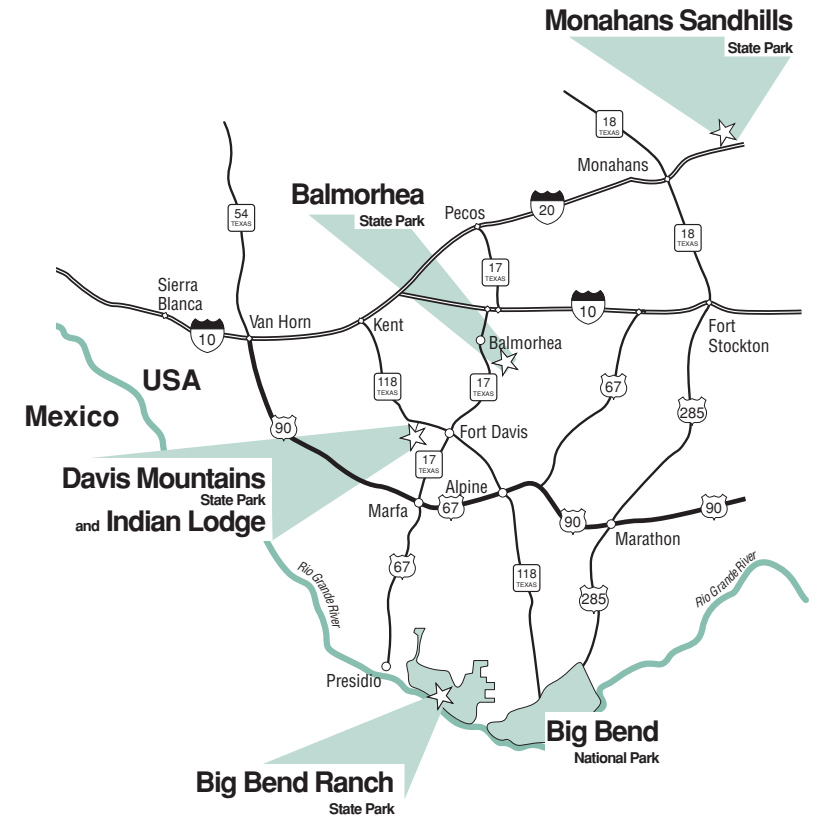 Monahans Sandhills
State Park
18
TEXAS
Monahans
Balmorhea
State Park
20
Pecos
54
TEXAS
18
TEXAS
17
TEXAS
Sierra
Blanca
10
Van Horn
Kent
10
Fort
Stockton
Balmorhea
USA
Mexico
118
TEXAS
17
TEXAS
67
285
90
Fort Davis
Davis Mountains
State Park
and Indian Lodge
17
TEXAS
Alpine
Marfa
67
90
90
Marathon
67
118
TEXAS
285
Rio Grande River
Rio Grande River
Presidio
Big Bend
National Park
Big Bend Ranch
State Park